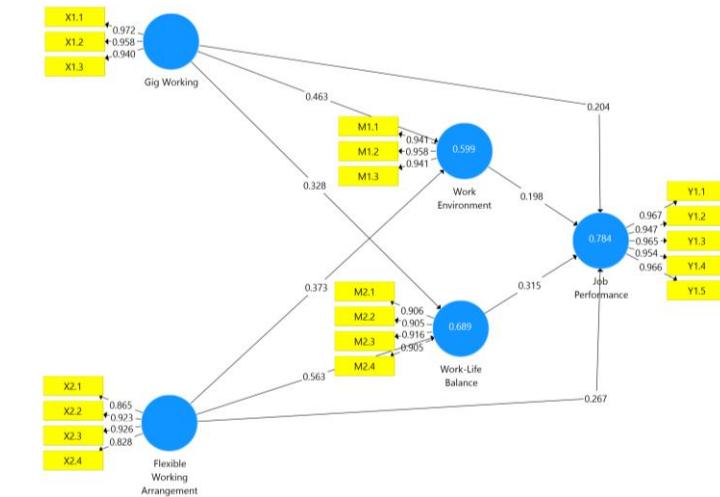 X1.1
X1.2
X1.3
0.972
0.958
0.940
Gig Working
0.463
0.204
0.328
M1.1
M1.2
M1.3
0.941
0.958
0.941
0.599
Work
Environment
0.198
Y1.1
Y1.2
Y1.3
Y1.4
Y1.5
0.967
0.947
0.965
0.954
0.966
0.784
Job
Performance
0.373
M2.1
M2.2
M2.3
M2.4
0.906
0.905
0.916
0.905
0.689
Work-Life
Balance
0.315
0.563
0.267
X2.1
X2.2
X2.3
X2.4
0.865
0.923
0.926
0.828
Flexible
Working
Arrangement